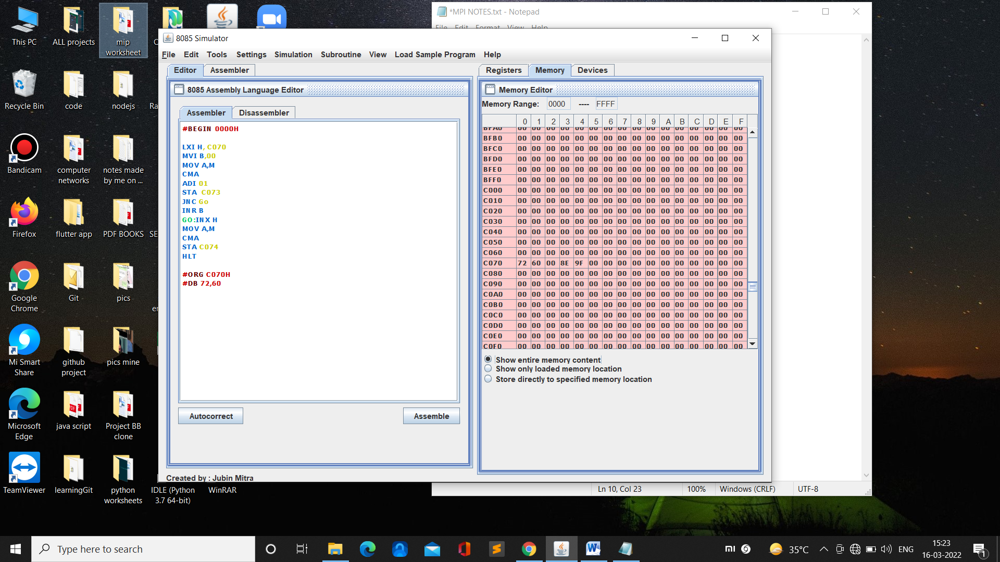 This PC
ALL projects
mip
worksheet
Recycle Bin
code
nodejs
Ra
Bandicam
computer
networks
notes made
by me on ...
Firefox
flutter app
PDF BOOKS
SE
Google
Chrome
Git
pics
er
Mi Smart
Share
github
project
pics mine
Microsoft
Edge
java script
Project BB
clone
TeamViewer
learningGit
python
worksheets
IDLE (Python
3.7 64-bit)
WinRAR
*MPI NOTES.txt - Notepad
File Edit Format View Help
8085 Simulator
File Edit Tools Settings Simulation Subroutine View Load Sample Program Help
Editor Assembler
8085 Assembly Language Editor
Assembler Disassembler
#BEGIN 0000H
LXI H, C070
MVI B,00
MOV A,M
CMA
ADI 01
STA C073
JNC Go
INR B
GO:INX H
MOV A,M
CMA
STA C074
HLT
#ORG C070H
#DB 72,60
Autocorrect
Assemble
Created by : Jubin Mitra
Registers Memory Devices
Memory Editor
Memory Range: 0000 ---- FFFF
0 1 2 3 4 5 6 7 8 9 A B C D E F
BFA0 00 00 00 00 00 00 00 00 00 00 00 00 00 00 00 00
BFB0 00 00 00 00 00 00 00 00 00 00 00 00 00 00 00 00
BFC0 00 00 00 00 00 00 00 00 00 00 00 00 00 00 00 00
BFD0 00 00 00 00 00 00 00 00 00 00 00 00 00 00 00 00
BFE0 00 00 00 00 00 00 00 00 00 00 00 00 00 00 00 00
BFF0 00 00 00 00 00 00 00 00 00 00 00 00 00 00 00 00
C000 00 00 00 00 00 00 00 00 00 00 00 00 00 00 00 00
C010 00 00 00 00 00 00 00 00 00 00 00 00 00 00 00 00
C020 00 00 00 00 00 00 00 00 00 00 00 00 00 00 00 00
C030 00 00 00 00 00 00 00 00 00 00 00 00 00 00 00 00
C040 00 00 00 00 00 00 00 00 00 00 00 00 00 00 00 00
C050 00 00 00 00 00 00 00 00 00 00 00 00 00 00 00 00
C060 00 00 00 00 00 00 00 00 00 00 00 00 00 00 00 00
C070 72 60 00 8E 9F 00 00 00 00 00 00 00 00 00 00 00
C080 00 00 00 00 00 00 00 00 00 00 00 00 00 00 00 00
C090 00 00 00 00 00 00 00 00 00 00 00 00 00 00 00 00
C0A0 00 00 00 00 00 00 00 00 00 00 00 00 00 00 00 00
C0B0 00 00 00 00 00 00 00 00 00 00 00 00 00 00 00 00
C0C0 00 00 00 00 00 00 00 00 00 00 00 00 00 00 00 00
C0D0 00 00 00 00 00 00 00 00 00 00 00 00 00 00 00 00
C0E0 00 00 00 00 00 00 00 00 00 00 00 00 00 00 00 00
C0F0 00 00 00 00 00 00 00 00 00 00 00 00 00 00 00 00
Show entire memory content
Show only loaded memory location
Store directly to specified memory location
Ln 10, Col 23 100% Windows (CRLF) UTF-8
Type here to search
35°C
ENG
15:23
16-03-2022
1